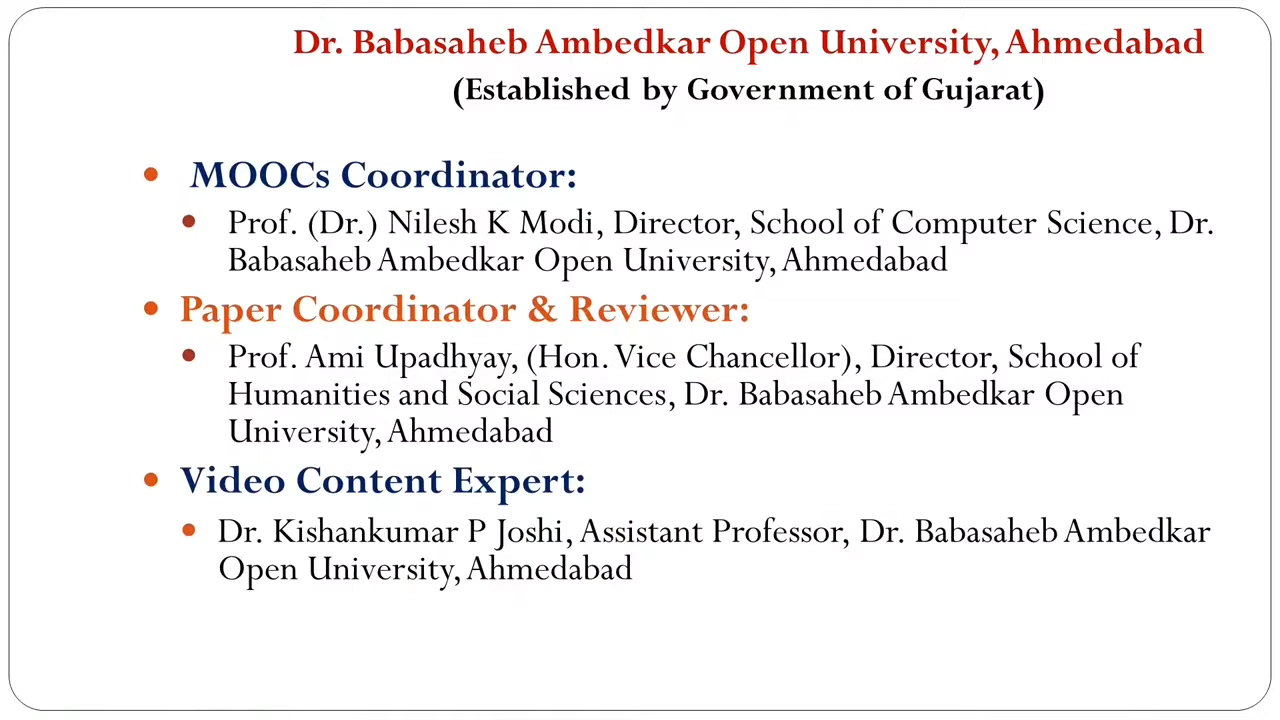 Dr. Babasaheb Ambedkar Open University, Ahmedabad
(Established by Government of Gujarat)
• MOOCs Coordinator:
• Prof. (Dr.) Nilesh K Modi, Director, School of Computer Science, Dr.
Babasaheb Ambedkar Open University, Ahmedabad
• Paper Coordinator & Reviewer:
• Prof. Ami Upadhyay, (Hon. Vice Chancellor), Director, School of
Humanities and Social Sciences, Dr. Babasaheb Ambedkar Open
University, Ahmedabad
• Video Content Expert:
• Dr. Kishankumar P Joshi, Assistant Professor, Dr. Babasaheb Ambedkar
Open University, Ahmedabad